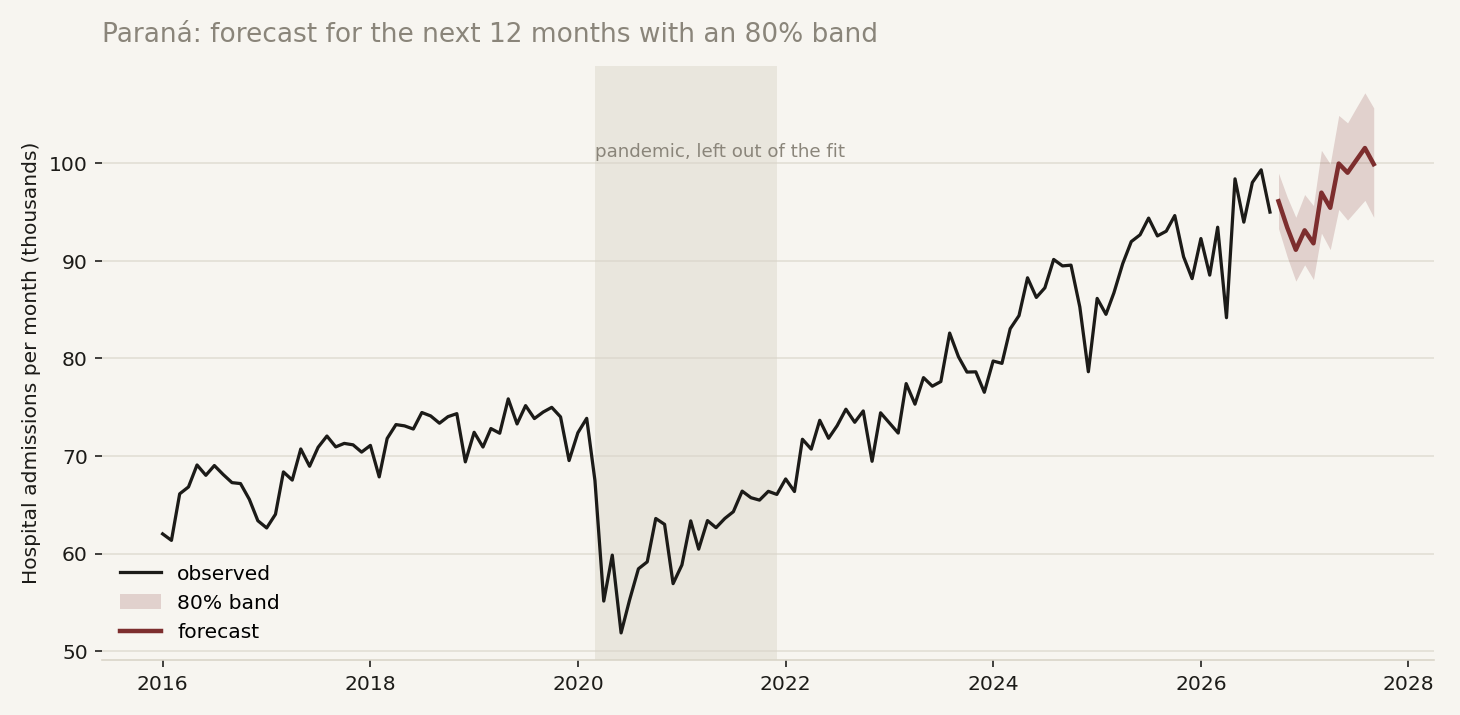 Paraná: forecast for the next 12 months with an 80% band
Hospital admissions per month (thousands)
100
90
80
70
60
50
pandemic, left out of the fit
observed
80% band
forecast
2016
2018
2020
2022
2024
2026
2028